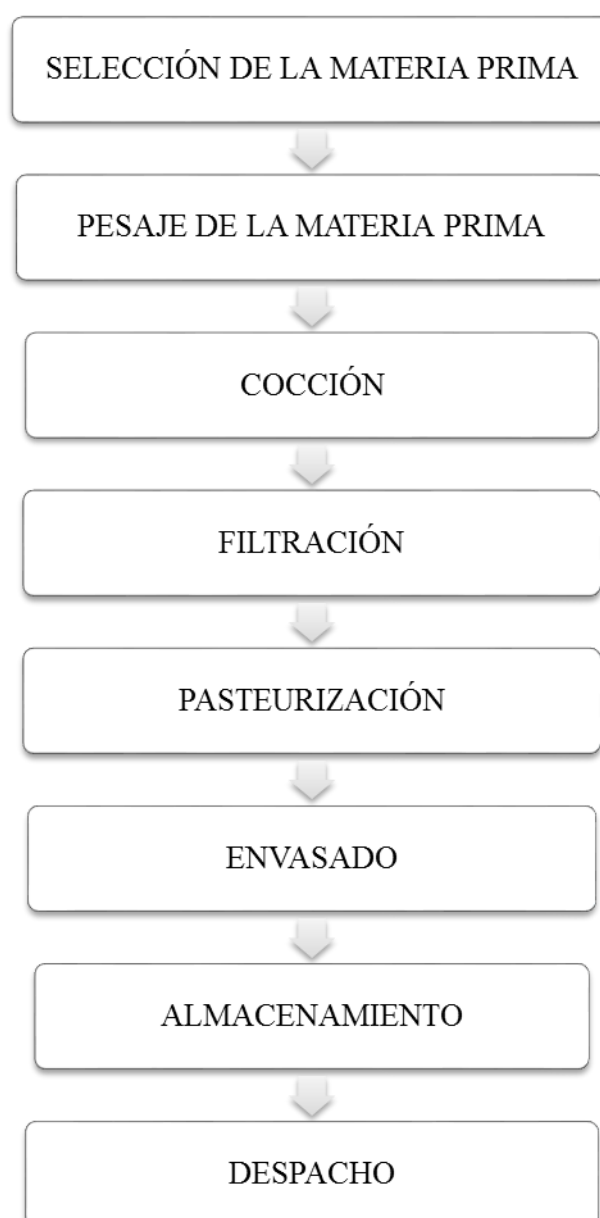 SELECCIÓN DE LA MATERIA PRIMA
PESAJE DE LA MATERIA PRIMA
COCCIÓN
FILTRACIÓN
PASTEURIZACIÓN
ENVASADO
ALMACENAMIENTO
DESPACHO